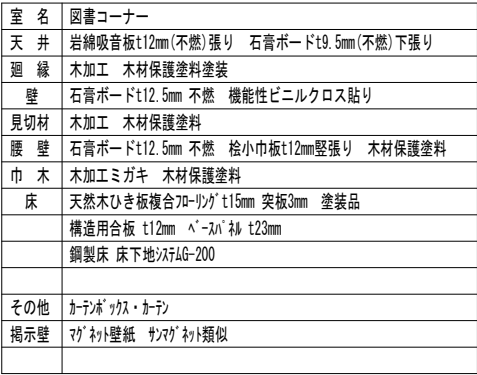 室 名 図書コーナー
天 井 岩綿吸音板t12mm(不燃)張り 石膏ボードt9.5mm(不燃)下張り
廻 縁 木加工 木材保護塗料塗装
壁 石膏ボードt12.5mm 不燃 機能性ビニルクロス貼り
見切材 木加工 木材保護塗料
腰 壁 石膏ボードt12.5mm 不燃 桧小巾板t12mm竪張り 木材保護塗料
巾 木 木加工ミガキ 木材保護塗料
床 天然木ひき板複合フローリングt15mm 突板3mm 塗装品
構造用合板 t12mm ベースパネル t23mm
鋼製床 床下地システムG-200
その他 カーテンボックス・カーテン
掲示壁 マグネット壁紙 サンマグネット類似